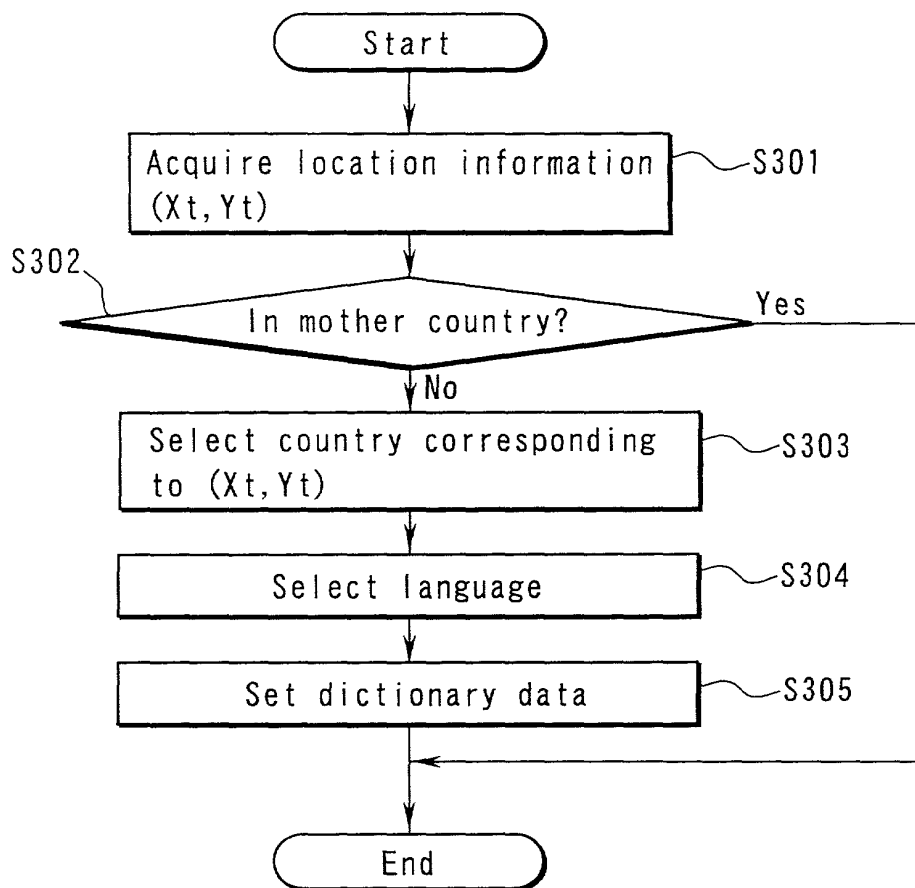 Start
Acquire location information
(Xt,Yt)
S301
S302
In mother country?
Yes
No
Select country corresponding
to (Xt,Yt)
S303
Select language
S304
Set dictionary data
S305
End